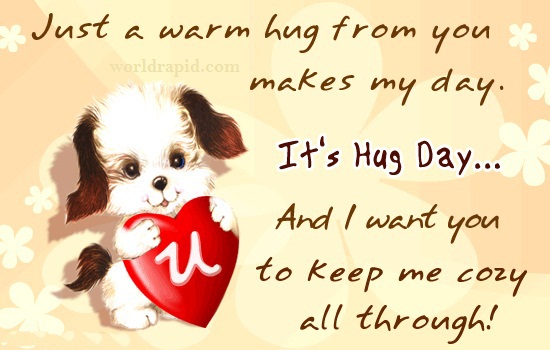 Just a warm hug from you
worldrapid.com
makes my day.
It's Hug Day...
And I want you
to keep me cozy
all through!
u